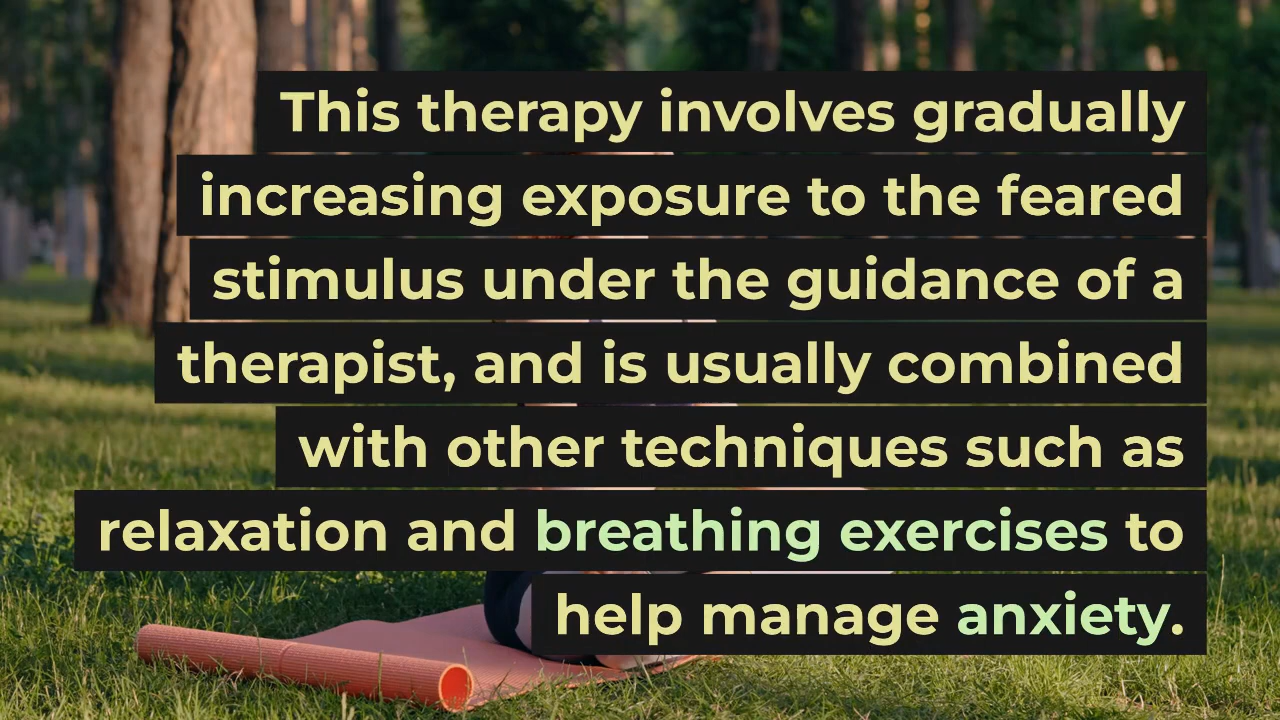 This therapy involves gradually
increasing exposure to the feared
stimulus under the guidance of a
therapist, and is usually combined
with other techniques such as
relaxation and breathing exercises to
help manage anxiety.